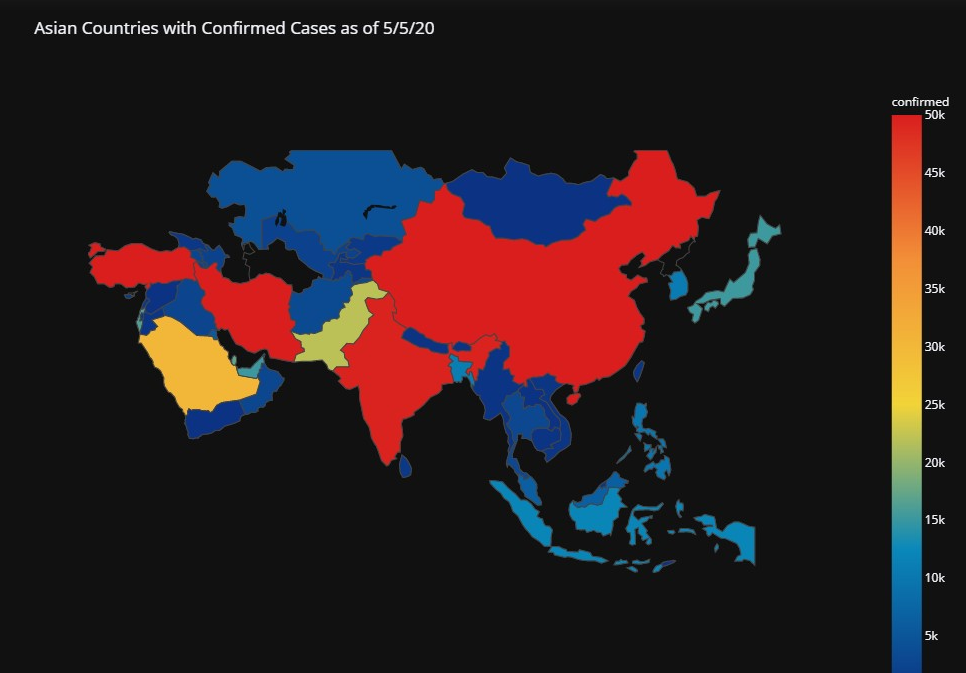 Asian Countries with Confirmed Cases as of 5/5/20
confirmed
50k
45k
40k
35k
30k
25k
20k
15k
10k
5k